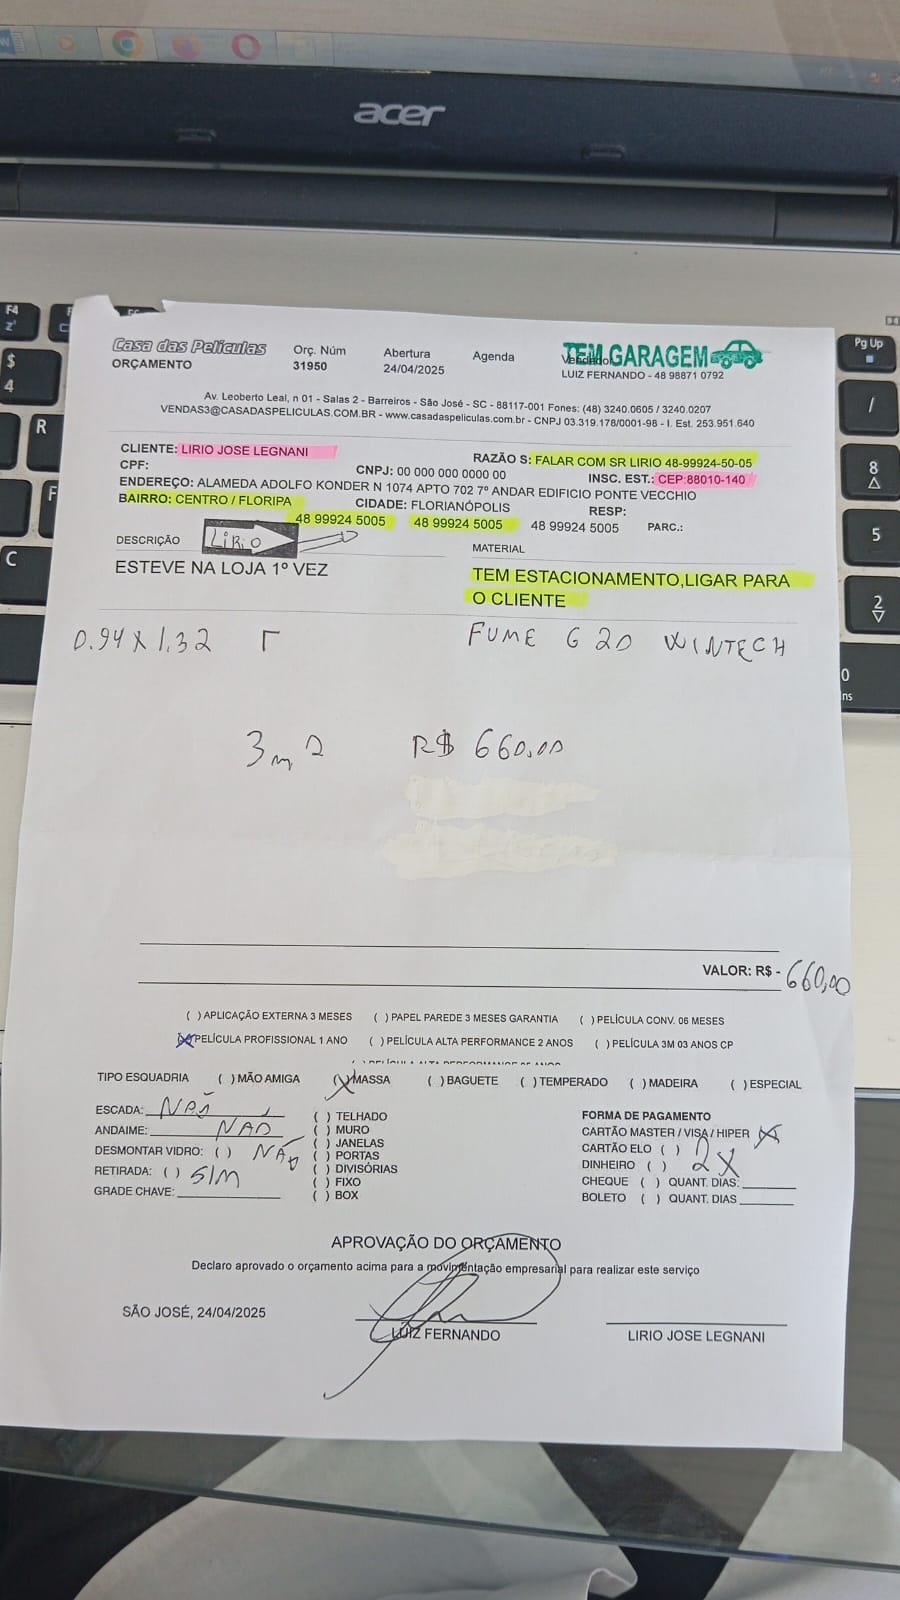 acer
Casa das Películas
ORÇAMENTO
Orç. Núm
31950
Abertura
24/04/2025
Agenda
TEM GARAGEM
Vendedor
LUIZ FERNANDO - 48 98871 0792
Av. Leoberto Leal, n 01 - Salas 2 - Barreiros - São José - SC - 88117-001 Fones: (48) 3240.0605 / 3240.0207
VENDAS3@CASADASPELICULAS.COM.BR - www.casadaspeliculas.com.br - CNPJ 03.319.178/0001-98 - I. Est. 253.951.640
CLIENTE: LIRIO JOSE LEGNANI
RAZÃO S: FALAR COM SR LIRIO 48-99924-50-05
CPF:
CNPJ: 00 000 000 0000 00
INSC. EST.: CEP:88010-140
ENDEREÇO: ALAMEDA ADOLFO KONDER N 1074 APTO 702 7º ANDAR EDIFICIO PONTE VECCHIO
BAIRRO: CENTRO / FLORIPA
CIDADE: FLORIANÓPOLIS
RESP:
48 99924 5005 48 99924 5005 48 99924 5005 PARC.:
DESCRIÇÃO LIRIO
MATERIAL
ESTEVE NA LOJA 1º VEZ
TEM ESTACIONAMENTO,LIGAR PARA
O CLIENTE
0.94 X 1.32 Γ
FUME G 20 WINTECH
3m2 R$ 660,00
VALOR: R$ - 660,00
( ) APLICAÇÃO EXTERNA 3 MESES ( ) PAPEL PAREDE 3 MESES GARANTIA ( ) PELÍCULA CONV. 06 MESES
(X) PELÍCULA PROFISSIONAL 1 ANO ( ) PELÍCULA ALTA PERFORMANCE 2 ANOS ( ) PELÍCULA 3M 03 ANOS CP
TIPO ESQUADRIA ( ) MÃO AMIGA (X) MASSA ( ) BAGUETE ( ) TEMPERADO ( ) MADEIRA ( ) ESPECIAL
ESCADA: NÃO
ANDAIME: NÃO
DESMONTAR VIDRO: ( ) NÃO
RETIRADA: ( ) SIM
GRADE CHAVE:
( ) TELHADO
( ) MURO
( ) JANELAS
( ) PORTAS
( ) DIVISÓRIAS
( ) FIXO
( ) BOX
FORMA DE PAGAMENTO
CARTÃO MASTER / VISA / HIPER (X)
CARTÃO ELO ( ) 2X
DINHEIRO ( )
CHEQUE ( ) QUANT. DIAS:
BOLETO ( ) QUANT. DIAS
APROVAÇÃO DO ORÇAMENTO
Declaro aprovado o orçamento acima para a movimentação empresarial para realizar este serviço
SÃO JOSÉ, 24/04/2025
LUIZ FERNANDO
LIRIO JOSE LEGNANI
F4
$
4
R
F
C
Pg Up
/
8
5
2
0
ns